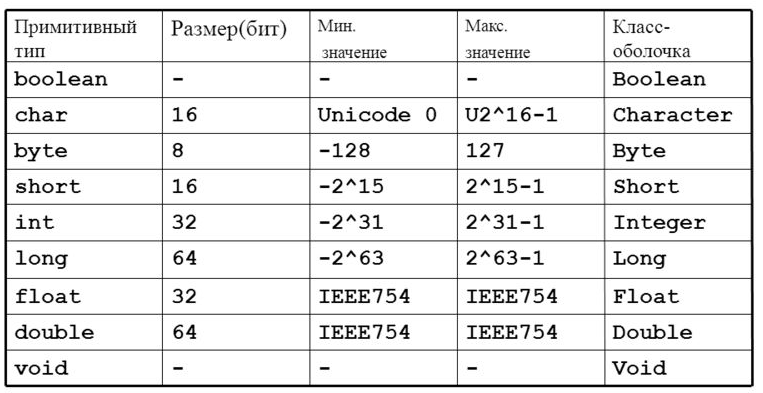 Примитивный тип Размер(бит) Мин. значение Макс. значение Класс-оболочка
boolean - - - Boolean
char 16 Unicode 0 U2^16-1 Character
byte 8 -128 127 Byte
short 16 -2^15 2^15-1 Short
int 32 -2^31 2^31-1 Integer
long 64 -2^63 2^63-1 Long
float 32 IEEE754 IEEE754 Float
double 64 IEEE754 IEEE754 Double
void - - - Void